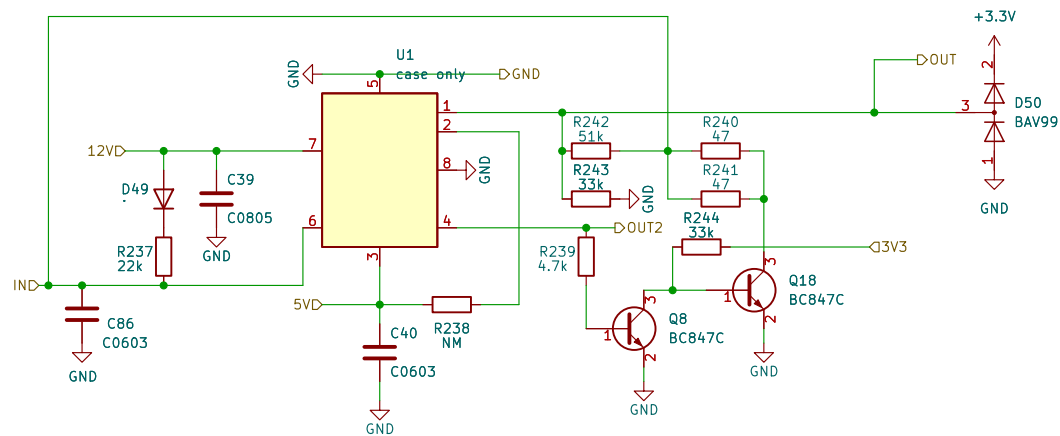 +3.3V
U1
case only
GND
GND
5
OUT
2
D50
BAV99
3
1
GND
1
2
8
GND
4
7
6
3
12V
D49
.
C39
C0805
GND
R237
22k
IN
C86
C0603
GND
5V
R238
NM
C40
C0603
GND
R242
51k
R243
33k
GND
R240
47
R241
47
OUT2
R244
33k
3V3
R239
4.7k
Q8
BC847C
3
1
2
GND
Q18
BC847C
3
1
2
GND